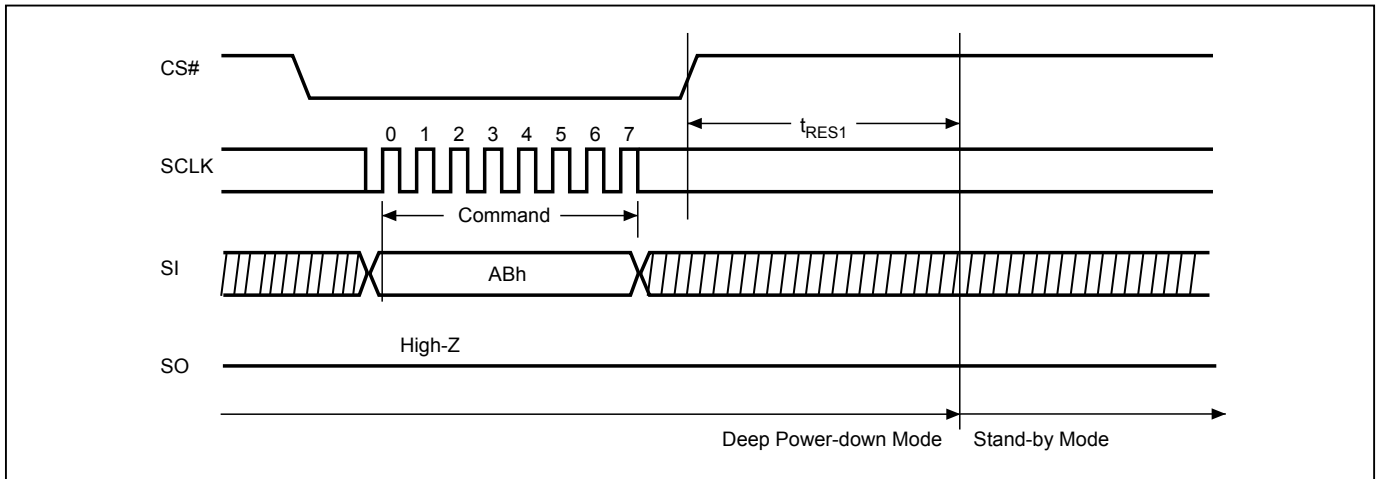 CS#
t_RES1
0 1 2 3 4 5 6 7
SCLK
Command
SI
ABh
High-Z
SO
Deep Power-down Mode Stand-by Mode